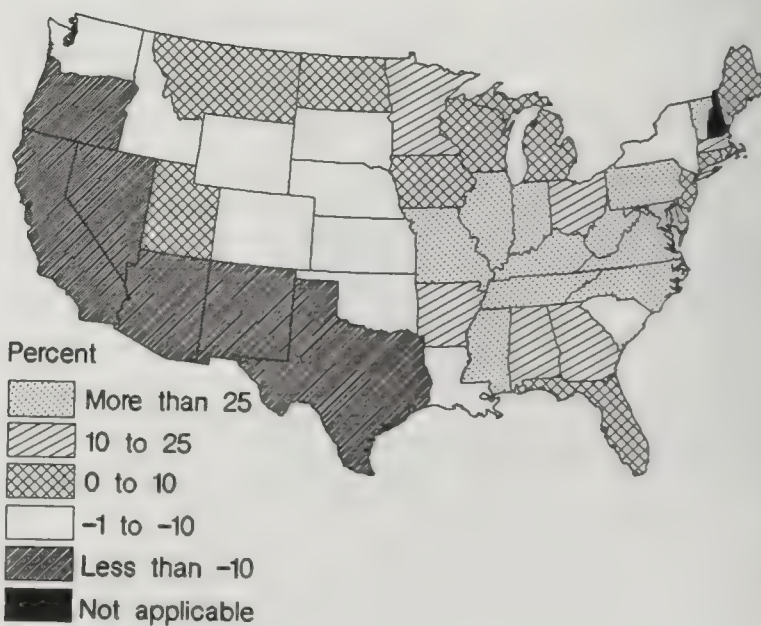 Percent
More than 25
10 to 25
0 to 10
-1 to -10
Less than -10
Not applicable